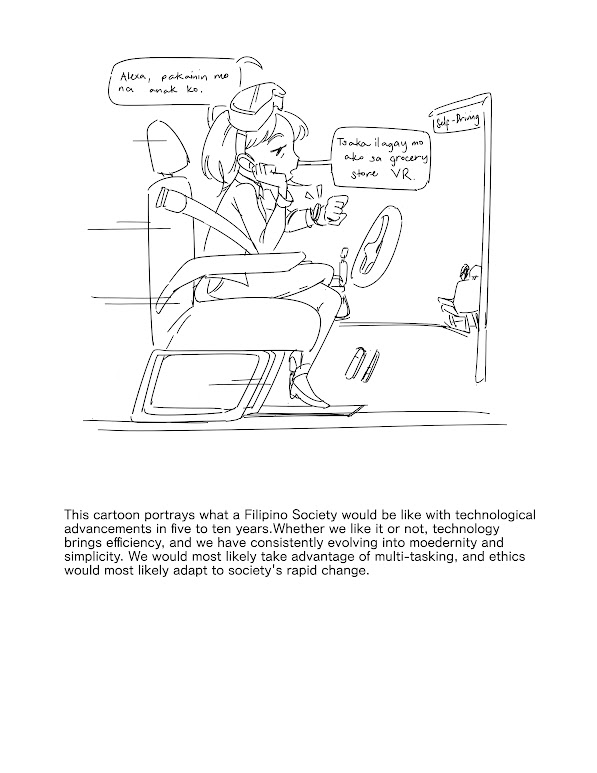 Alexa, pakainin mo
na anak ko.
Self-Driving
Tsaka ilagay mo
ako sa grocery
store VR.
This cartoon portrays what a Filipino Society would be like with technological
advancements in five to ten years.Whether we like it or not, technology
brings efficiency, and we have consistently evolving into moedernity and
simplicity. We would most likely take advantage of multi-tasking, and ethics
would most likely adapt to society's rapid change.